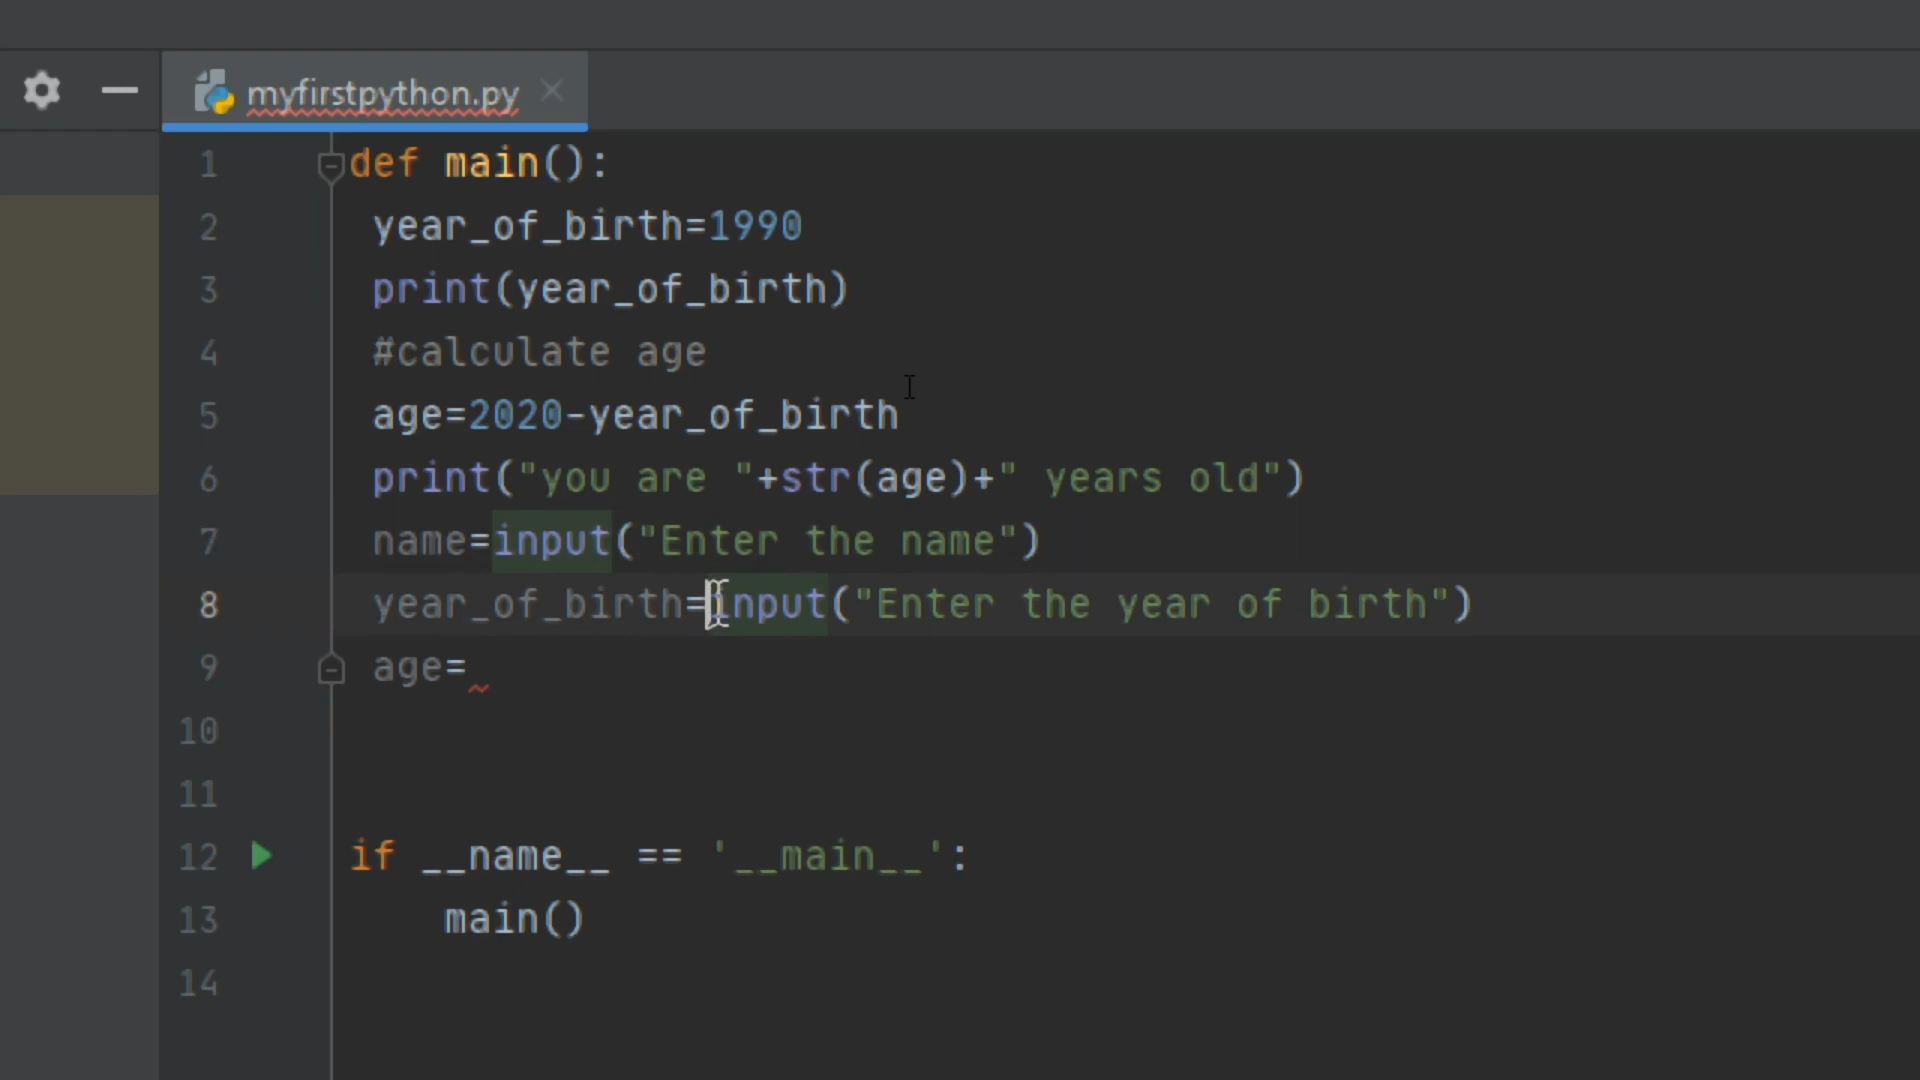 myfirstpython.py
1 def main():
2 year_of_birth=1990
3 print(year_of_birth)
4 #calculate age
5 age=2020-year_of_birth
6 print("you are "+str(age)+" years old")
7 name=input("Enter the name")
8 year_of_birth=input("Enter the year of birth")
9 age=
10
11
12 if __name__ == '__main__':
13 main()
14